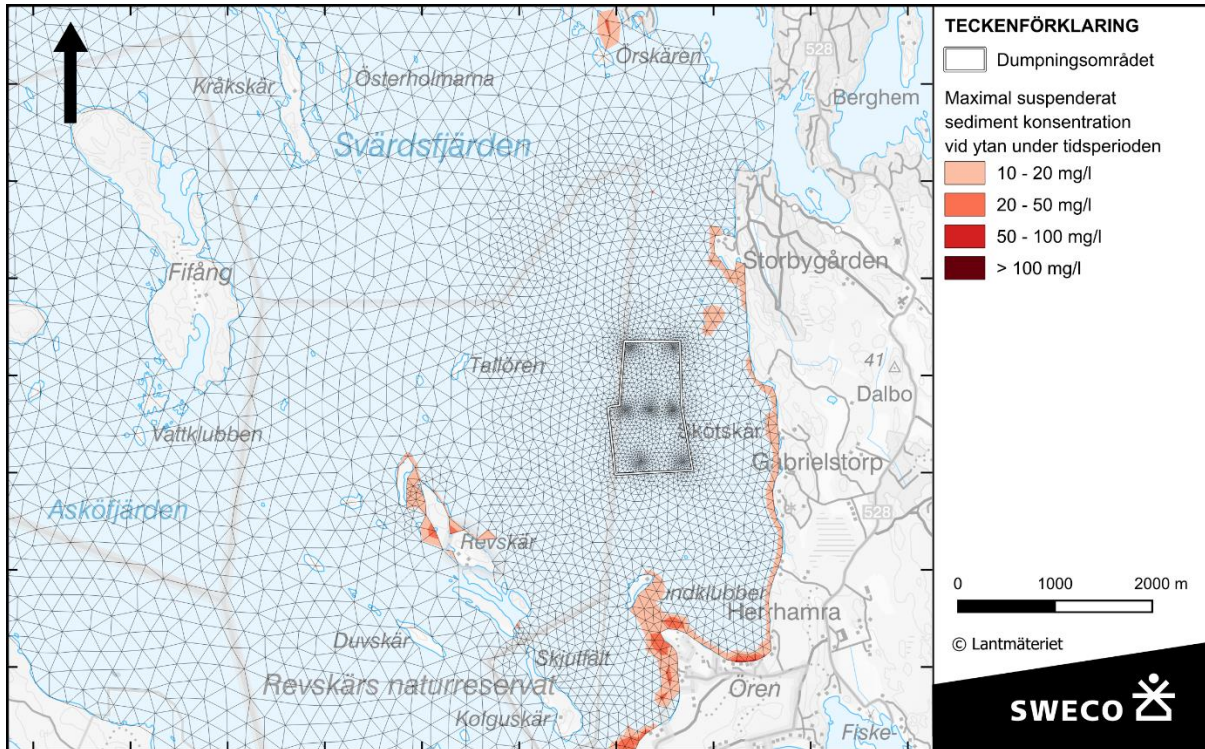 Örskären
528
Kråkskär
Österholmarna
Berghem
Svärdsfjärden
Storbygården
Fifång
Tallören
41
Dalbo
Vattklubben
Skötskär
Gabrielstorp
Asköfjärden
528
Revskär
Herrhamra
Duvskär
Skjulfält
Revskärs naturreservat
Ören
Kolguskär
Fiske-
TECKENFÖRKLARING
Dumpningsområdet
Maximal suspenderat
sediment konsentration
vid ytan under tidsperioden
10 - 20 mg/l
20 - 50 mg/l
50 - 100 mg/l
> 100 mg/l
0 1000 2000 m
© Lantmäteriet
SWECO